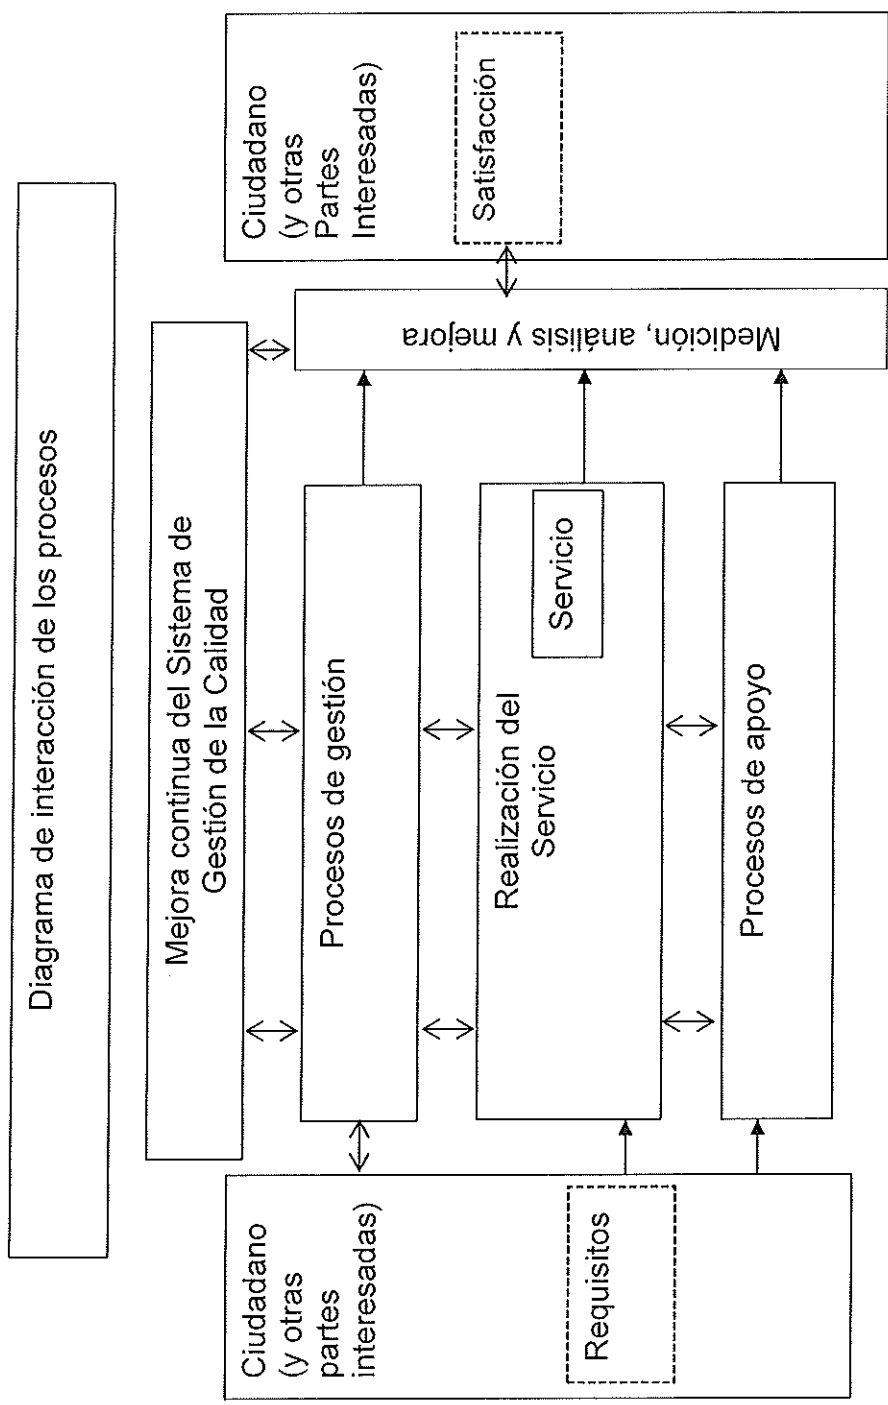 Diagrama de interacción de los procesos
Mejora continua del Sistema de
Gestión de la Calidad
Ciudadano
(y otras
partes
interesadas)
Requisitos
Procesos de gestión
Realización del
Servicio
Servicio
Procesos de apoyo
Medición, análisis y mejora
Ciudadano
(y otras
Partes
Interesadas)
Satisfacción